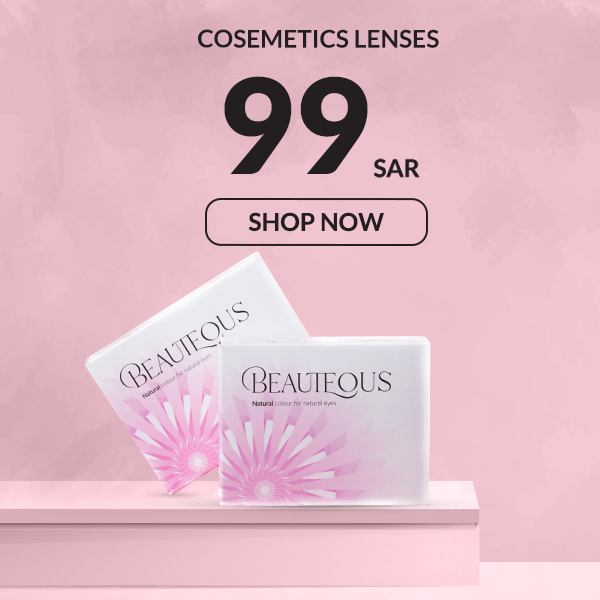 COSEMETICS LENSES
99
SAR
SHOP NOW
BEAUTEOUS
Natural colour for natural eyes
BEAUTEOUS
Natural colour for natural eyes